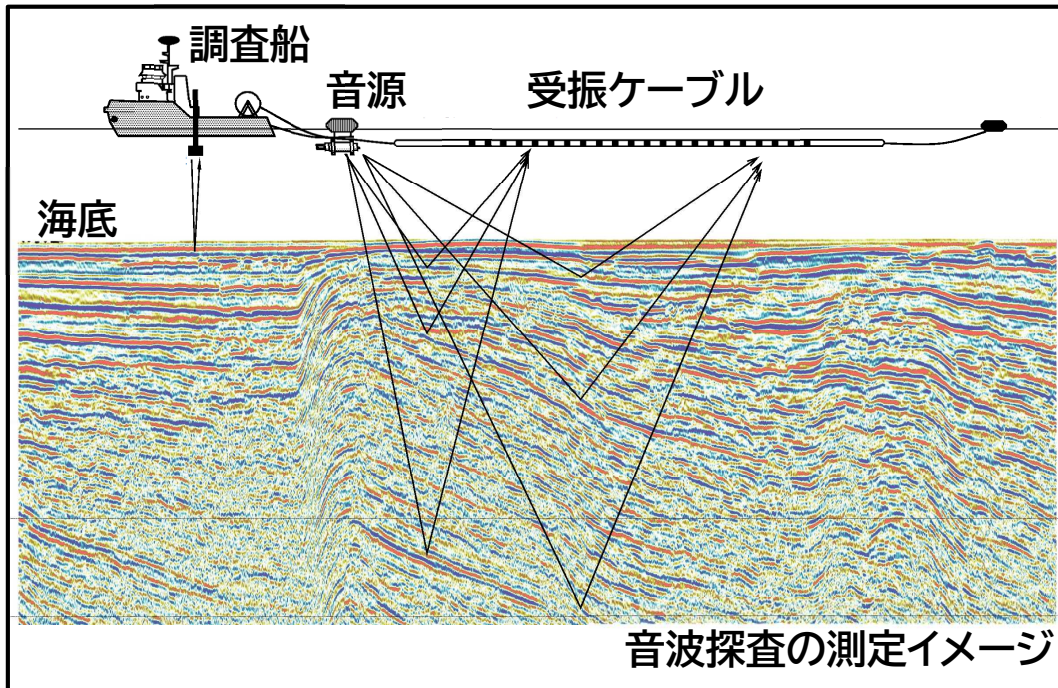 調査船
音源
受振ケーブル
海底
音波探査の測定イメージ